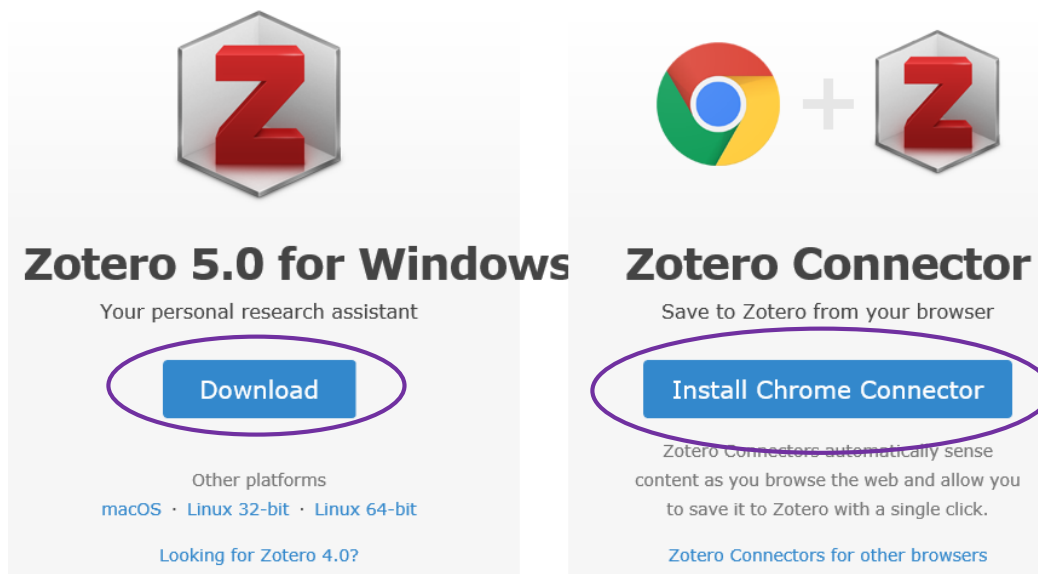 Z
Zotero 5.0 for Windows
Your personal research assistant
Download
Other platforms
macOS · Linux 32-bit · Linux 64-bit
Looking for Zotero 4.0?
Z
Zotero Connector
Save to Zotero from your browser
Install Chrome Connector
Zotero Connectors automatically sense
content as you browse the web and allow you
to save it to Zotero with a single click.
Zotero Connectors for other browsers